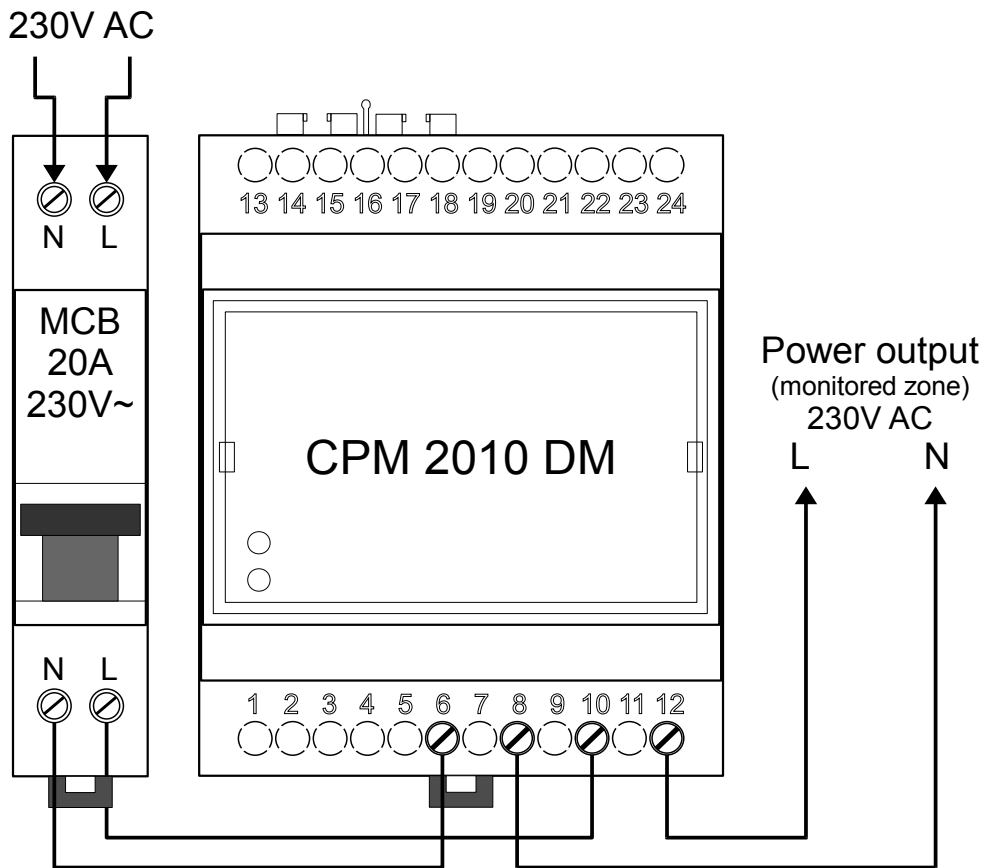 230V AC
13 14 15 16 17 18 19 20 21 22 23 24
N L
MCB
20A
230V~
CPM 2010 DM
Power output
(monitored zone)
230V AC
L N
N L
1 2 3 4 5 6 7 8 9 10 11 12